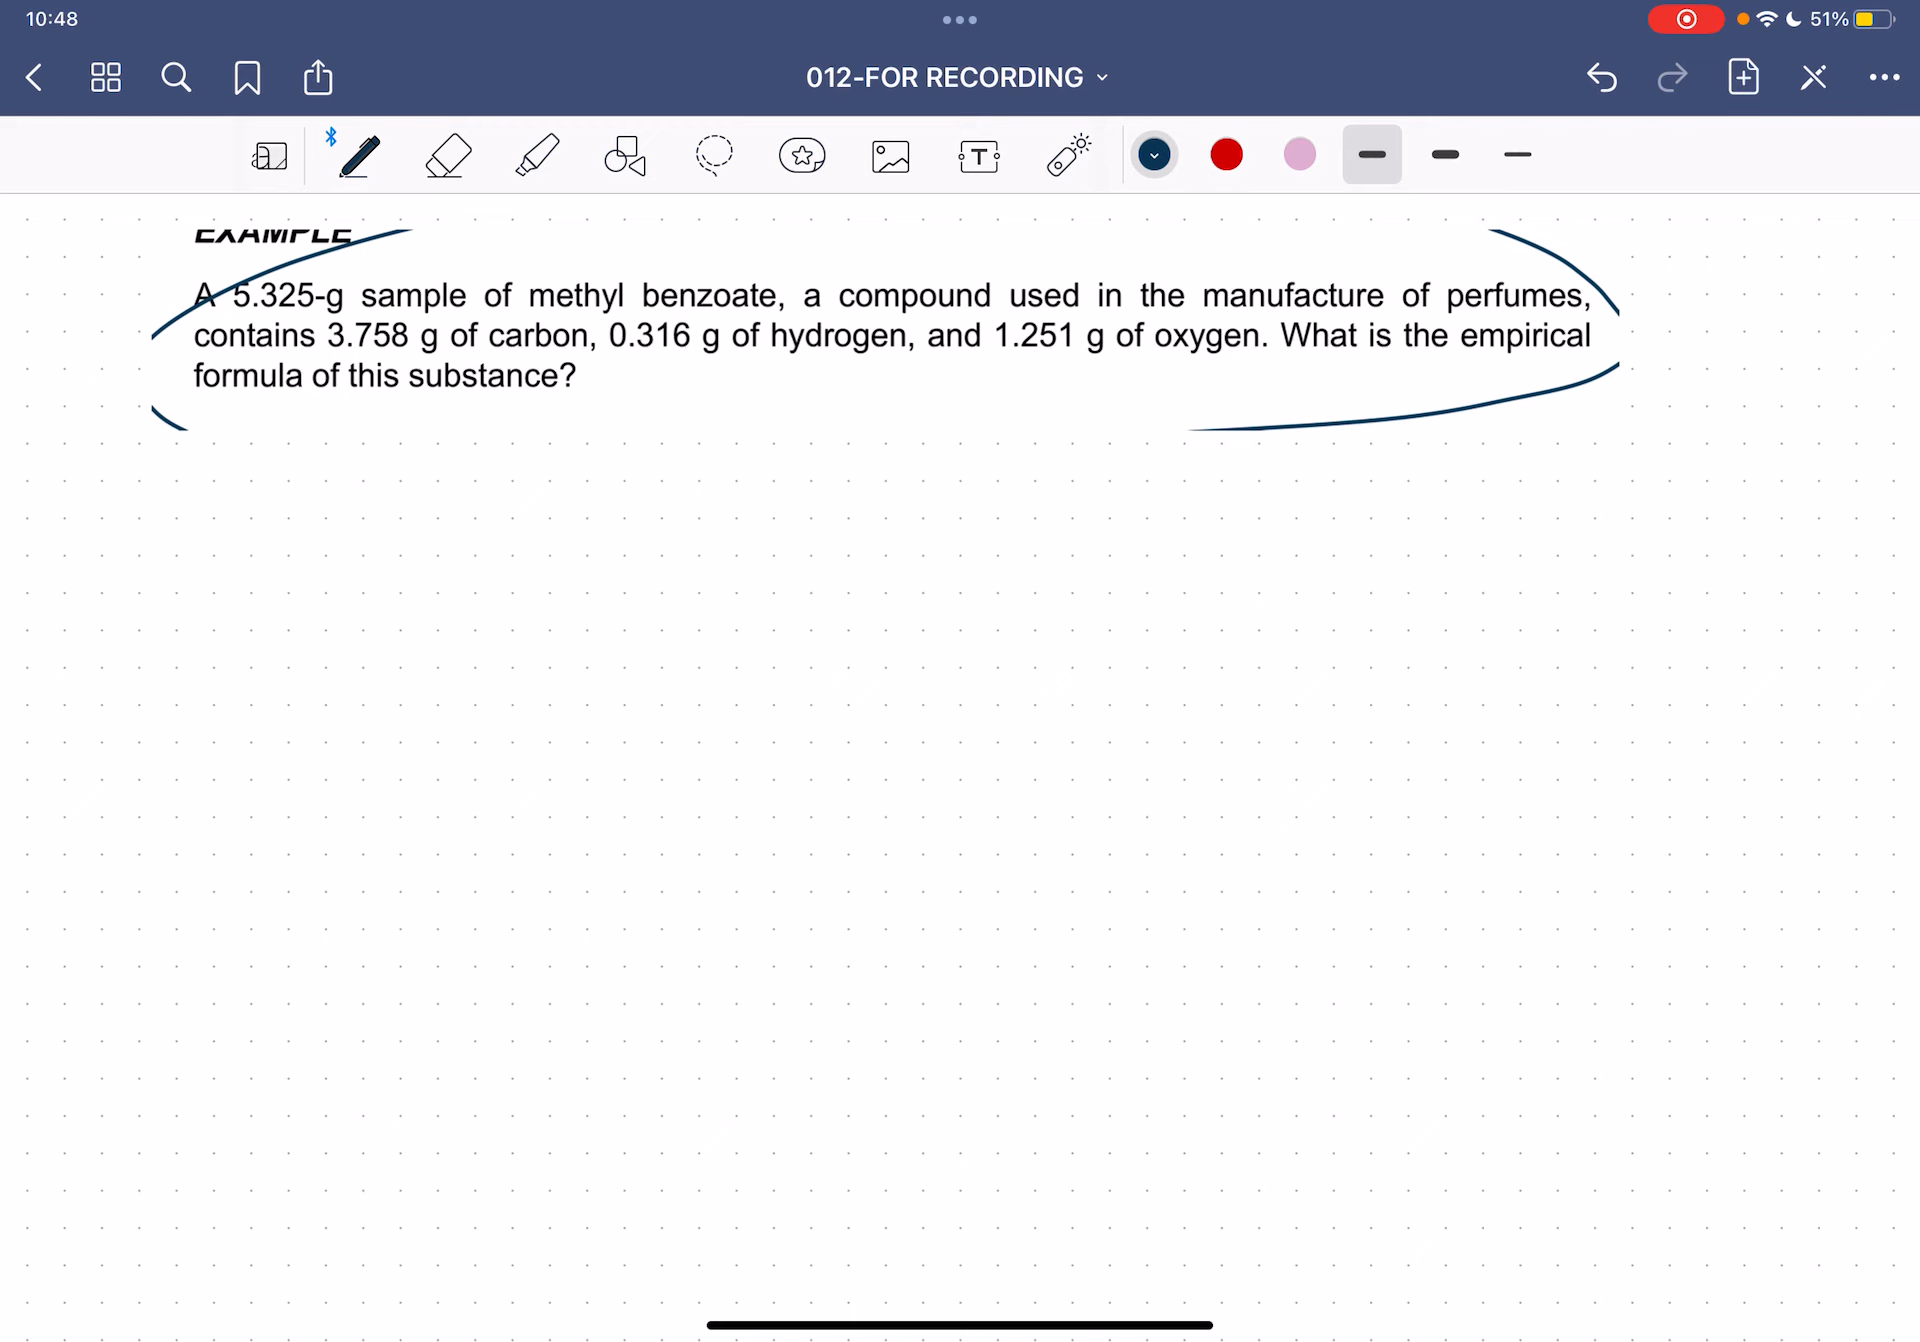 10:48
51%
012-FOR RECORDING
EXAMPLE
A 5.325-g sample of methyl benzoate, a compound used in the manufacture of perfumes,
contains 3.758 g of carbon, 0.316 g of hydrogen, and 1.251 g of oxygen. What is the empirical
formula of this substance?